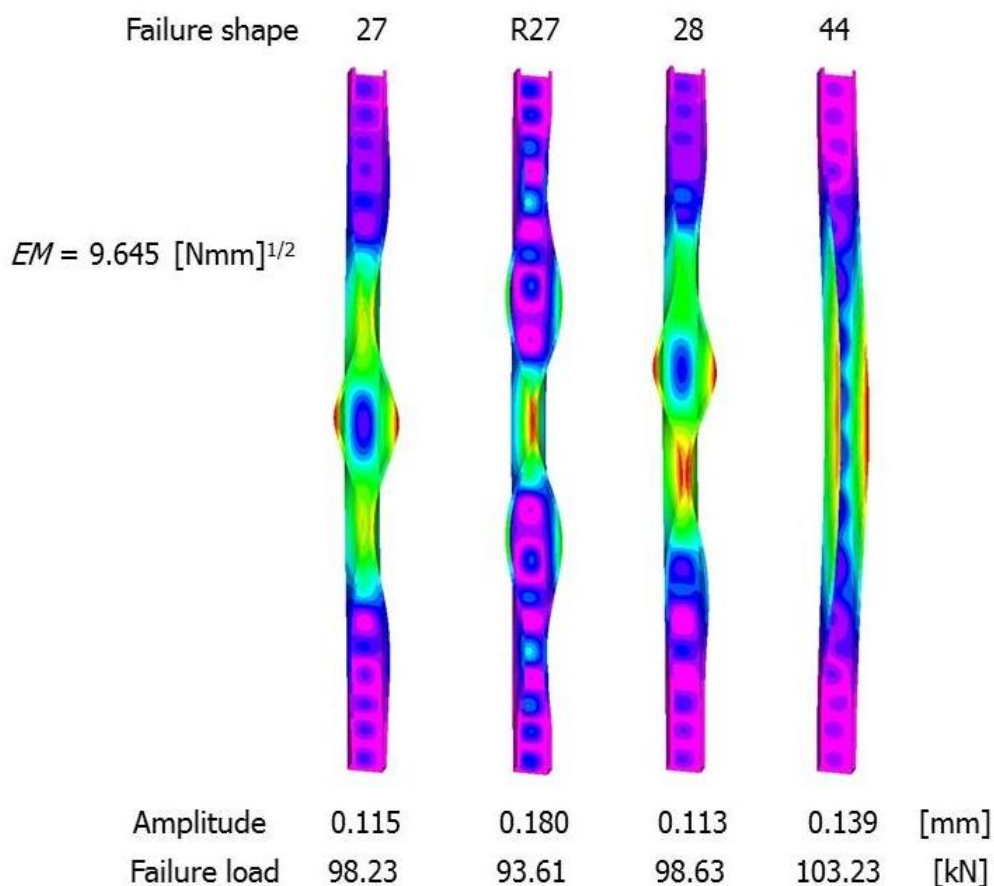 Failure shape 27 R27 28 44
EM = 9.645 [Nmm]1/2
Amplitude 0.115 0.180 0.113 0.139 [mm]
Failure load 98.23 93.61 98.63 103.23 [kN]